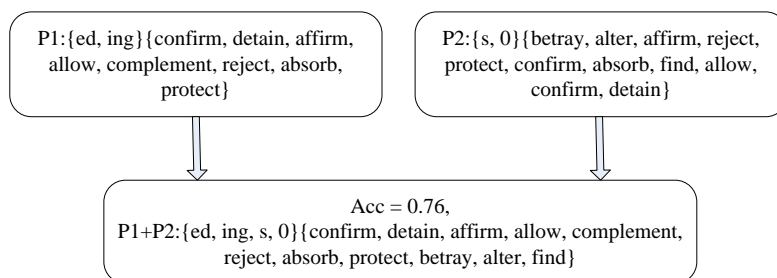 P1:{ed, ing}{confirm, detain, affirm,
allow, complement, reject, absorb,
protect}
P2:{s, 0}{betray, alter, affirm, reject,
protect, confirm, absorb, find, allow,
confirm, detain}
Acc = 0.76,
P1+P2:{ed, ing, s, 0}{confirm, detain, affirm, allow, complement,
reject, absorb, protect, betray, alter, find}